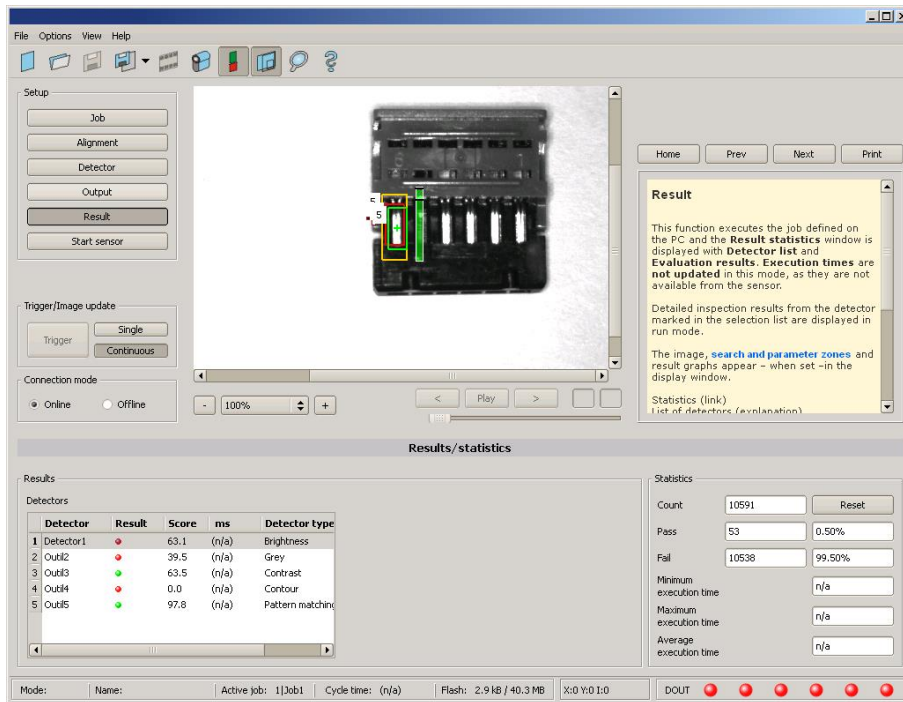 File Options View Help
Setup
Job
Alignment
Detector
Output
Result
Start sensor
Trigger/Image update
Trigger
Single
Continuous
Connection mode
Online Offline
5
5
- 100% +
< Play >
Home Prev Next Print
Result
This function executes the job defined on
the PC and the Result statistics window is
displayed with Detector list and
Evaluation results. Execution times are
not updated in this mode, as they are not
available from the sensor.
Detailed inspection results from the detector
marked in the selection list are displayed in
run mode.
The image, search and parameter zones and
result graphs appear – when set –in the
display window.
Statistics (link)
List of detectors (explanation)
Results/statistics
Results
Detectors
Detector Result Score ms Detector type
1 Detector1 63.1 (n/a) Brightness
2 Outil2 39.5 (n/a) Grey
3 Outil3 63.5 (n/a) Contrast
4 Outil4 0.0 (n/a) Contour
5 Outil5 97.8 (n/a) Pattern matching
Statistics
Count 10591 Reset
Pass 53 0.50%
Fail 10538 99.50%
Minimum
execution time n/a
Maximum
execution time n/a
Average
execution time n/a
Mode: Name: Active job: 1|Job1 Cycle time: (n/a) Flash: 2.9 kB / 40.3 MB X:0 Y:0 I:0 DOUT